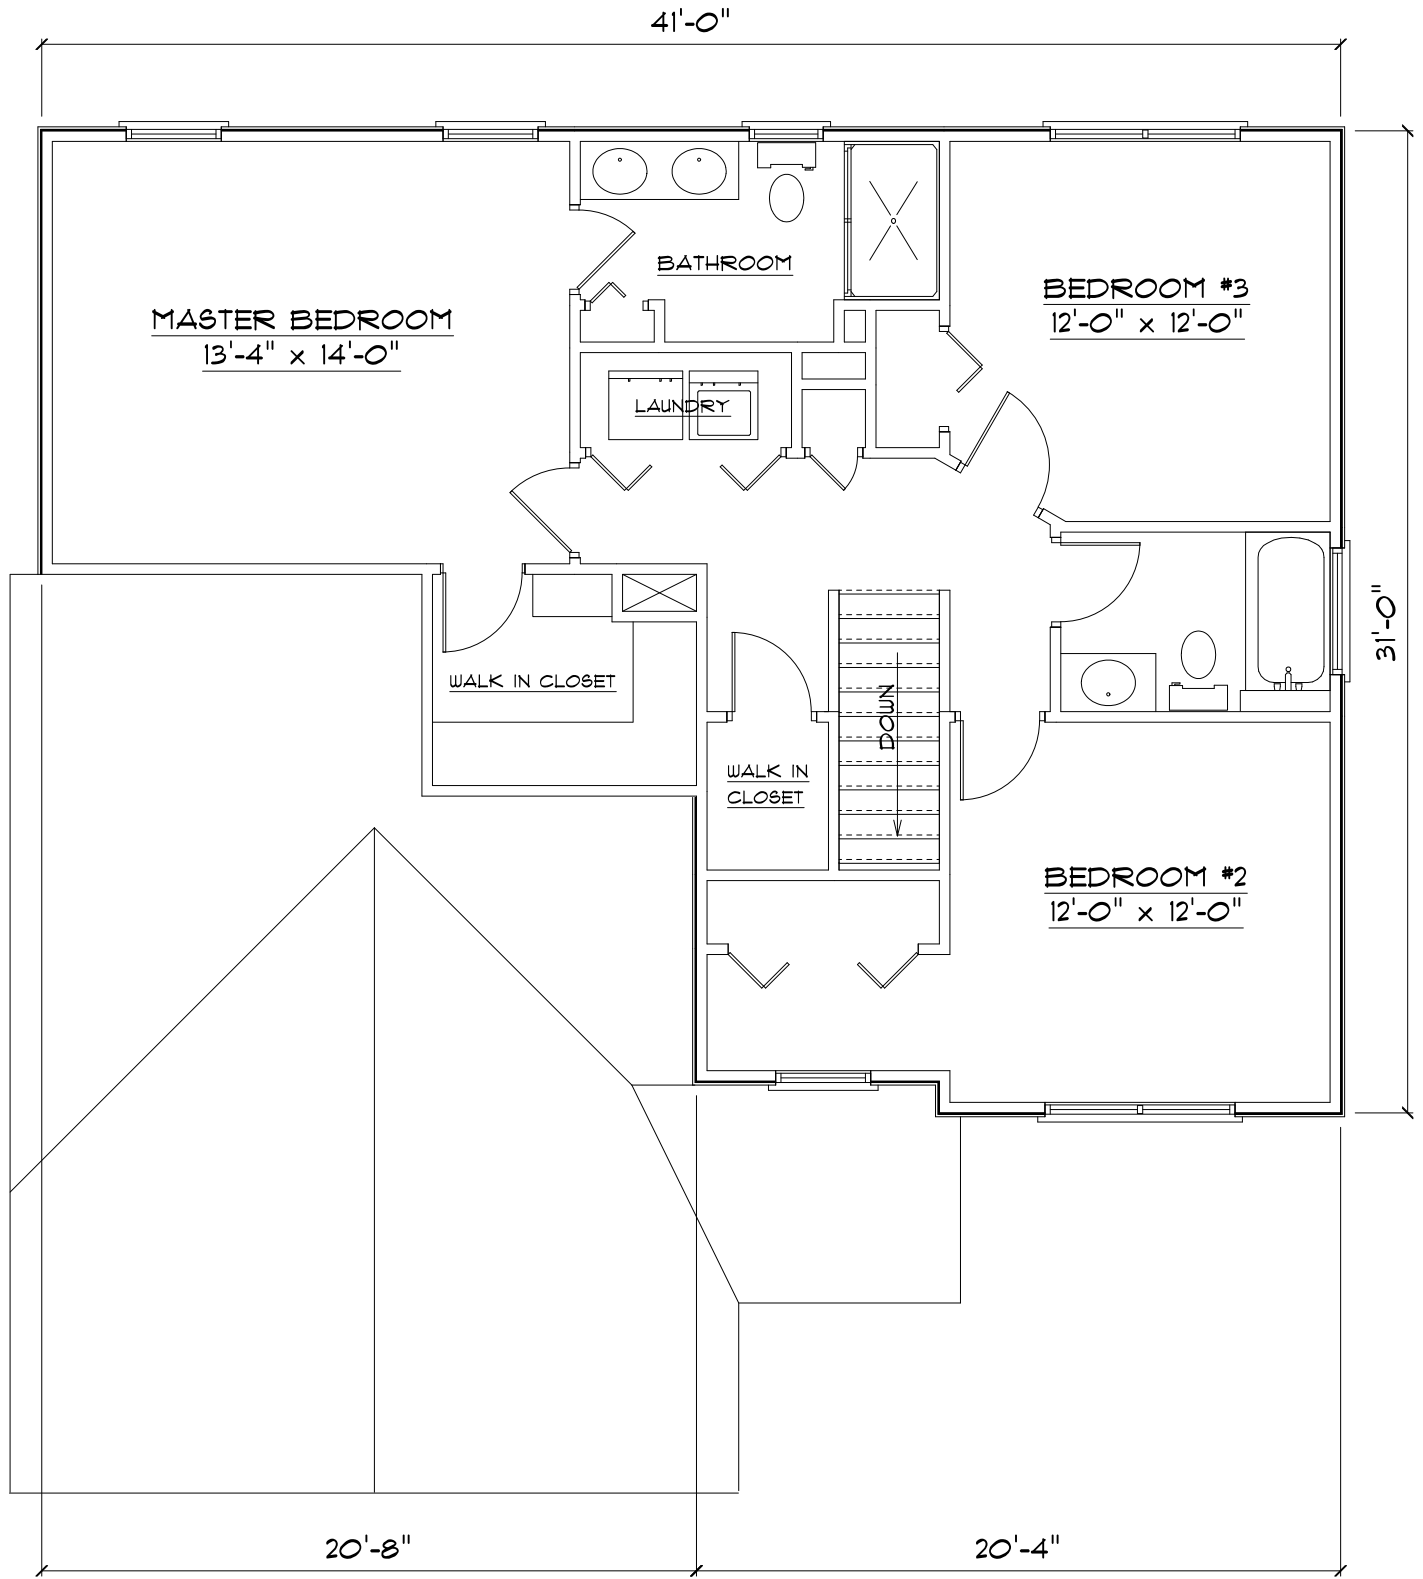 41'-0"
BATHROOM
BEDROOM #3
12'-0" x 12'-0"
MASTER BEDROOM
13'-4" x 14'-0"
LAUNDRY
31'-0"
WALK IN CLOSET
DOWN
WALK IN
CLOSET
BEDROOM #2
12'-0" x 12'-0"
20'-8"
20'-4"